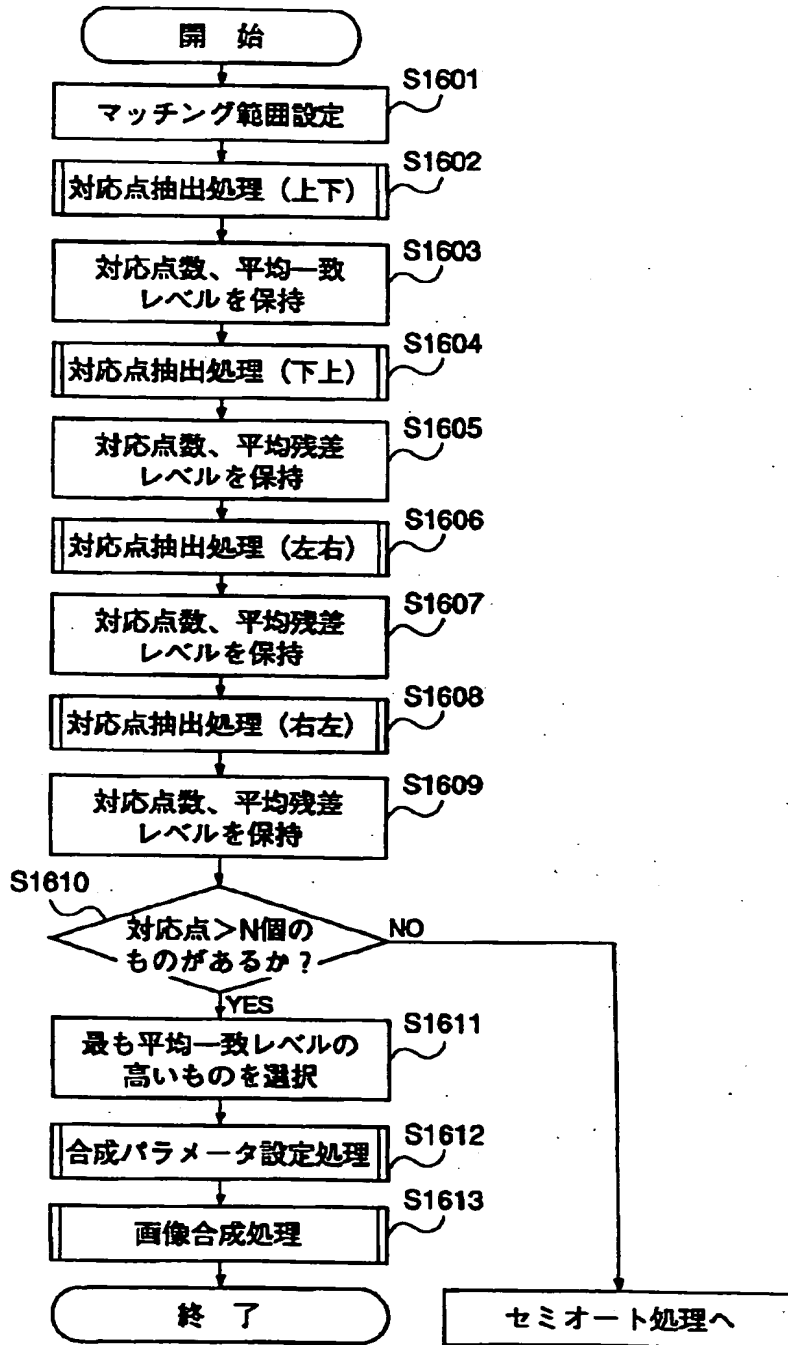 開 始
S1601
マッチング範囲設定
S1602
対応点抽出処理（上下）
S1603
対応点数、平均一致
レベルを保持
S1604
対応点抽出処理（下上）
S1605
対応点数、平均残差
レベルを保持
S1606
対応点抽出処理（左右）
S1607
対応点数、平均残差
レベルを保持
S1608
対応点抽出処理（右左）
S1609
対応点数、平均残差
レベルを保持
S1610
対応点＞N個の
ものがあるか？
NO
YES
S1611
最も平均一致レベルの
高いものを選択
S1612
合成パラメータ設定処理
S1613
画像合成処理
終 了
セミオート処理へ